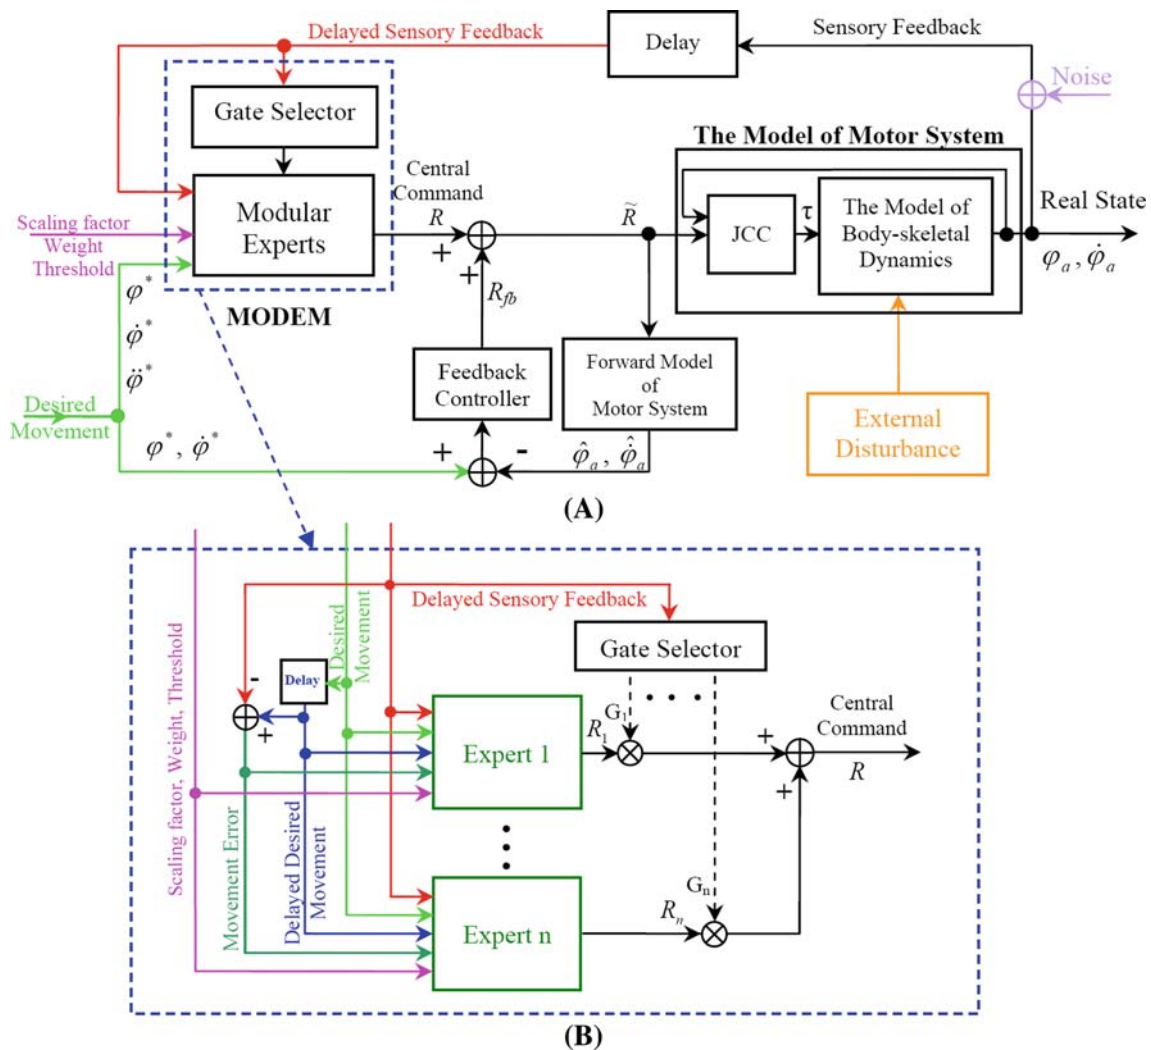 Delayed Sensory Feedback
Delay
Sensory Feedback
Noise
Gate Selector
The Model of Motor System
Modular
Experts
Central
Command
R
+
+
R̃
JCC
τ
The Model of
Body-skeletal
Dynamics
Real State
φₐ, φ̇ₐ
Scaling factor
Weight
Threshold
φ*
φ̇*
φ̈*
MODEM
R_fb
Feedback
Controller
Forward Model
of
Motor System
External
Disturbance
Desired
Movement
φ*, φ̇*
+
-
φ̂ₐ, φ̇̂ₐ
(A)
Delayed Sensory Feedback
Gate Selector
Desired
Movement
Delay
-
+
Scaling factor, Weight, Threshold
Movement Error
Delayed Desired
Movement
Expert 1
R₁
G₁
• • •
+
+
Central
Command
R
Expert n
Rₙ
Gₙ
(B)